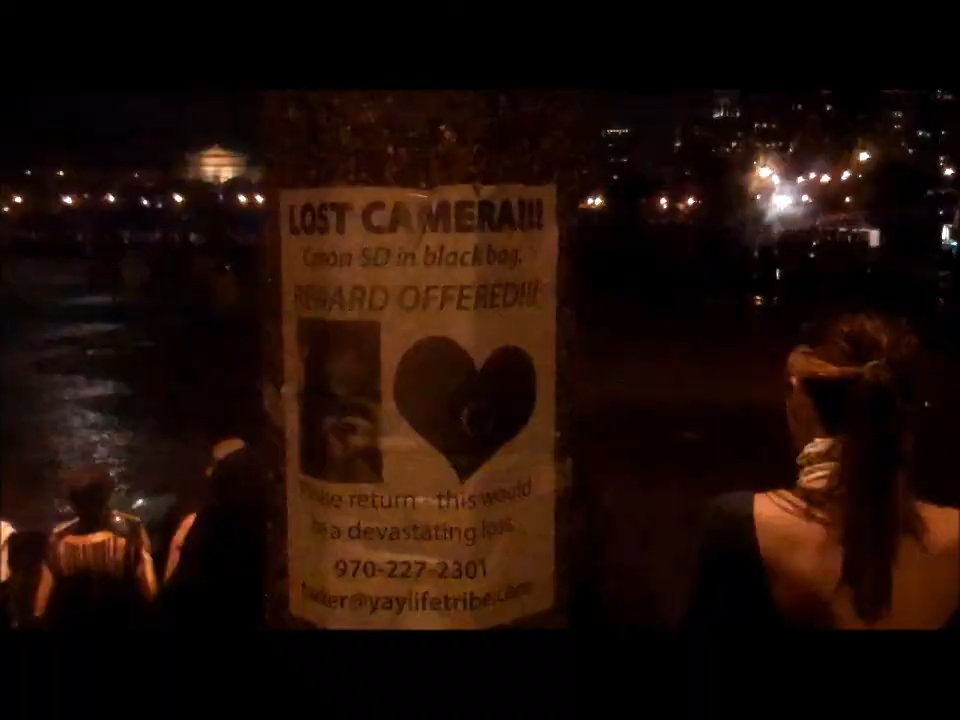 LOST CAMERA!!!
Canon 5D in black bag.
REWARD OFFERED!!!
return - this would
be a devastating loss.
970-227-2301
@yaylifetribe.com